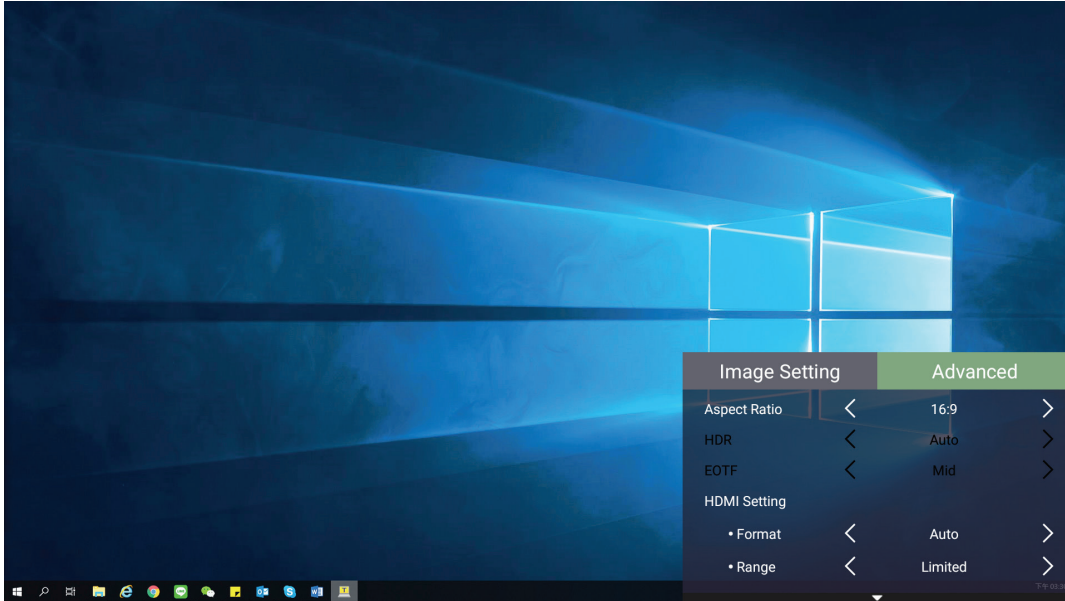 Image Setting Advanced
Aspect Ratio 16:9
HDR Auto
EOTF Mid
HDMI Setting
• Format Auto
• Range Limited